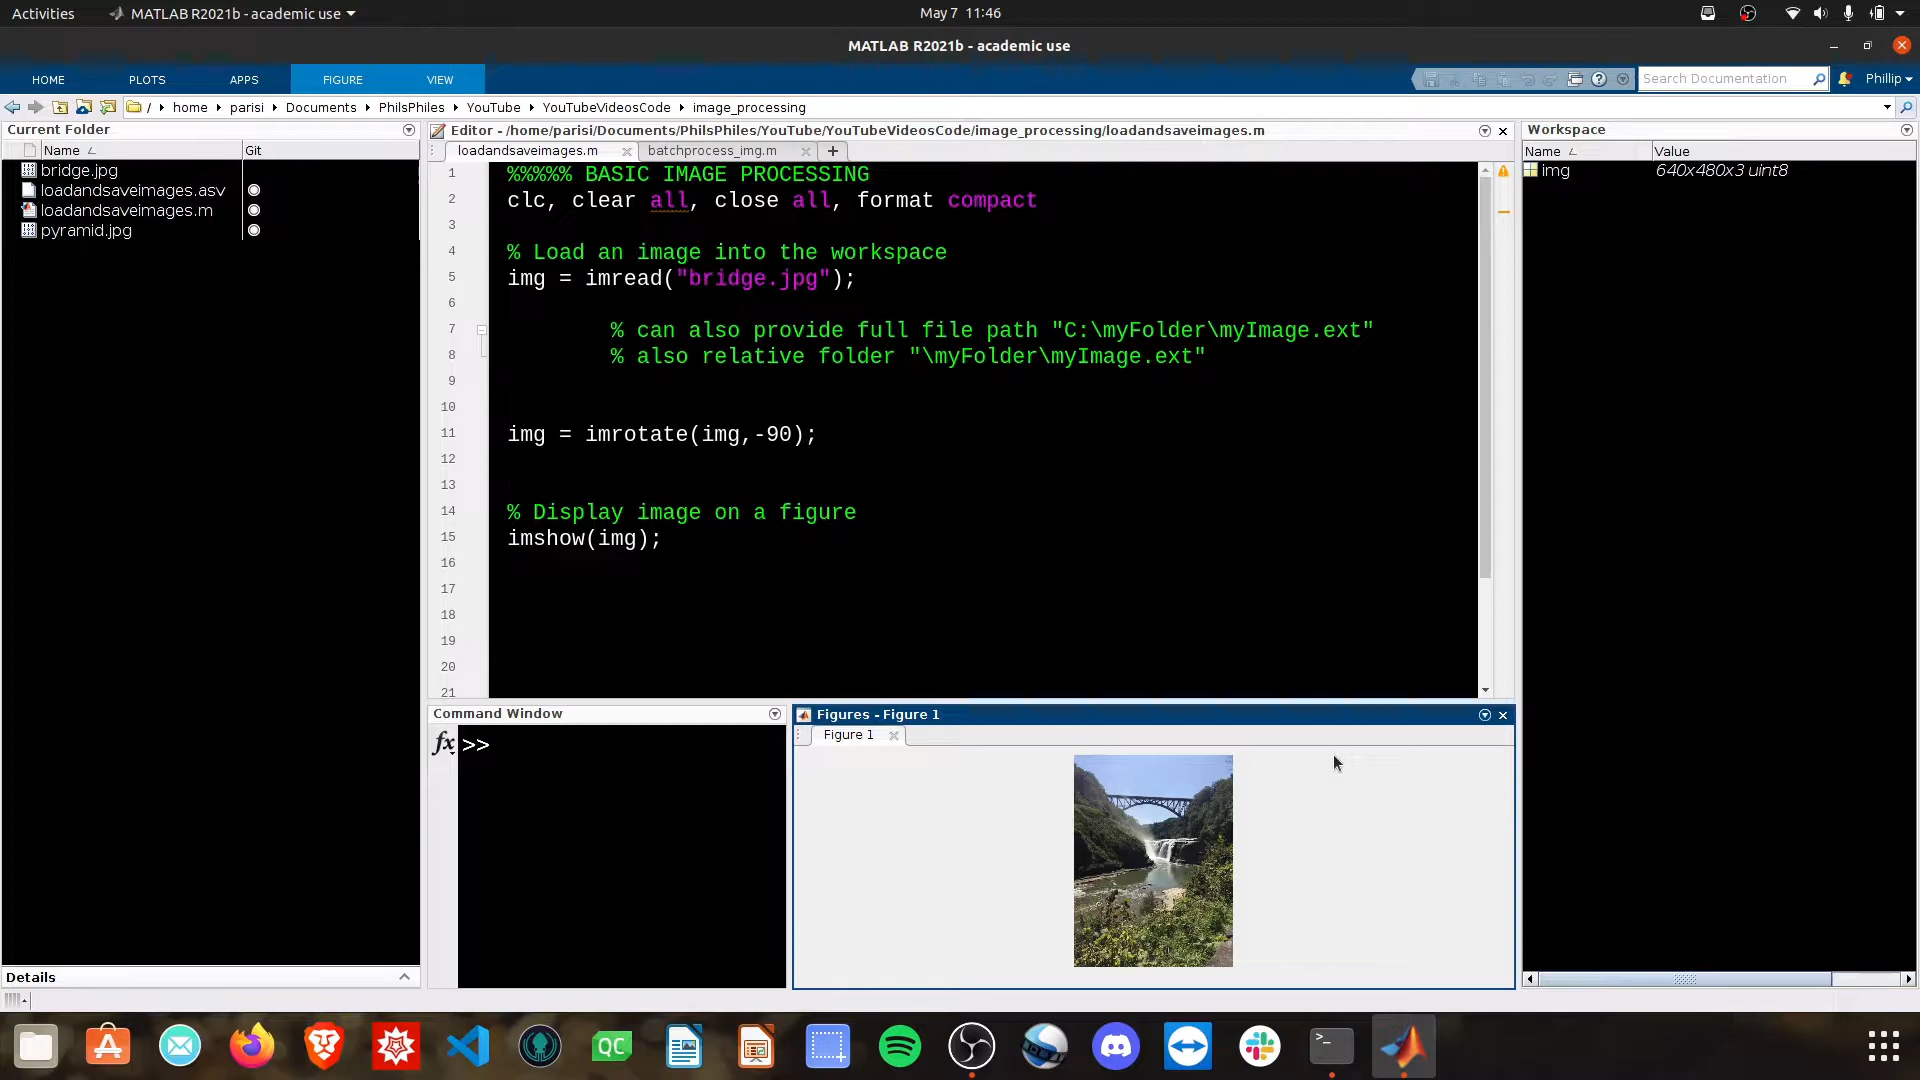 Activities
MATLAB R2021b - academic use
May 7 11:46
MATLAB R2021b - academic use
HOME
PLOTS
APPS
FIGURE
VIEW
Search Documentation
Phillip
/ home parisi Documents PhilsPhiles YouTube YouTubeVideosCode image_processing
Current Folder
Name
Git
bridge.jpg
loadandsaveimages.asv
loadandsaveimages.m
pyramid.jpg
Details
Editor - /home/parisi/Documents/PhilsPhiles/YouTube/YouTubeVideosCode/image_processing/loadandsaveimages.m
loadandsaveimages.m
batchprocess_img.m
1 %%%%% BASIC IMAGE PROCESSING
2 clc, clear all, close all, format compact
3
4 % Load an image into the workspace
5 img = imread("bridge.jpg");
6
7 % can also provide full file path "C:\myFolder\myImage.ext"
8 % also relative folder "\myFolder\myImage.ext"
9
10
11 img = imrotate(img,-90);
12
13
14 % Display image on a figure
15 imshow(img);
16
17
18
19
20
21
Command Window
fx >>
Figures - Figure 1
Figure 1
Workspace
Name
Value
img
640x480x3 uint8
QC
>_